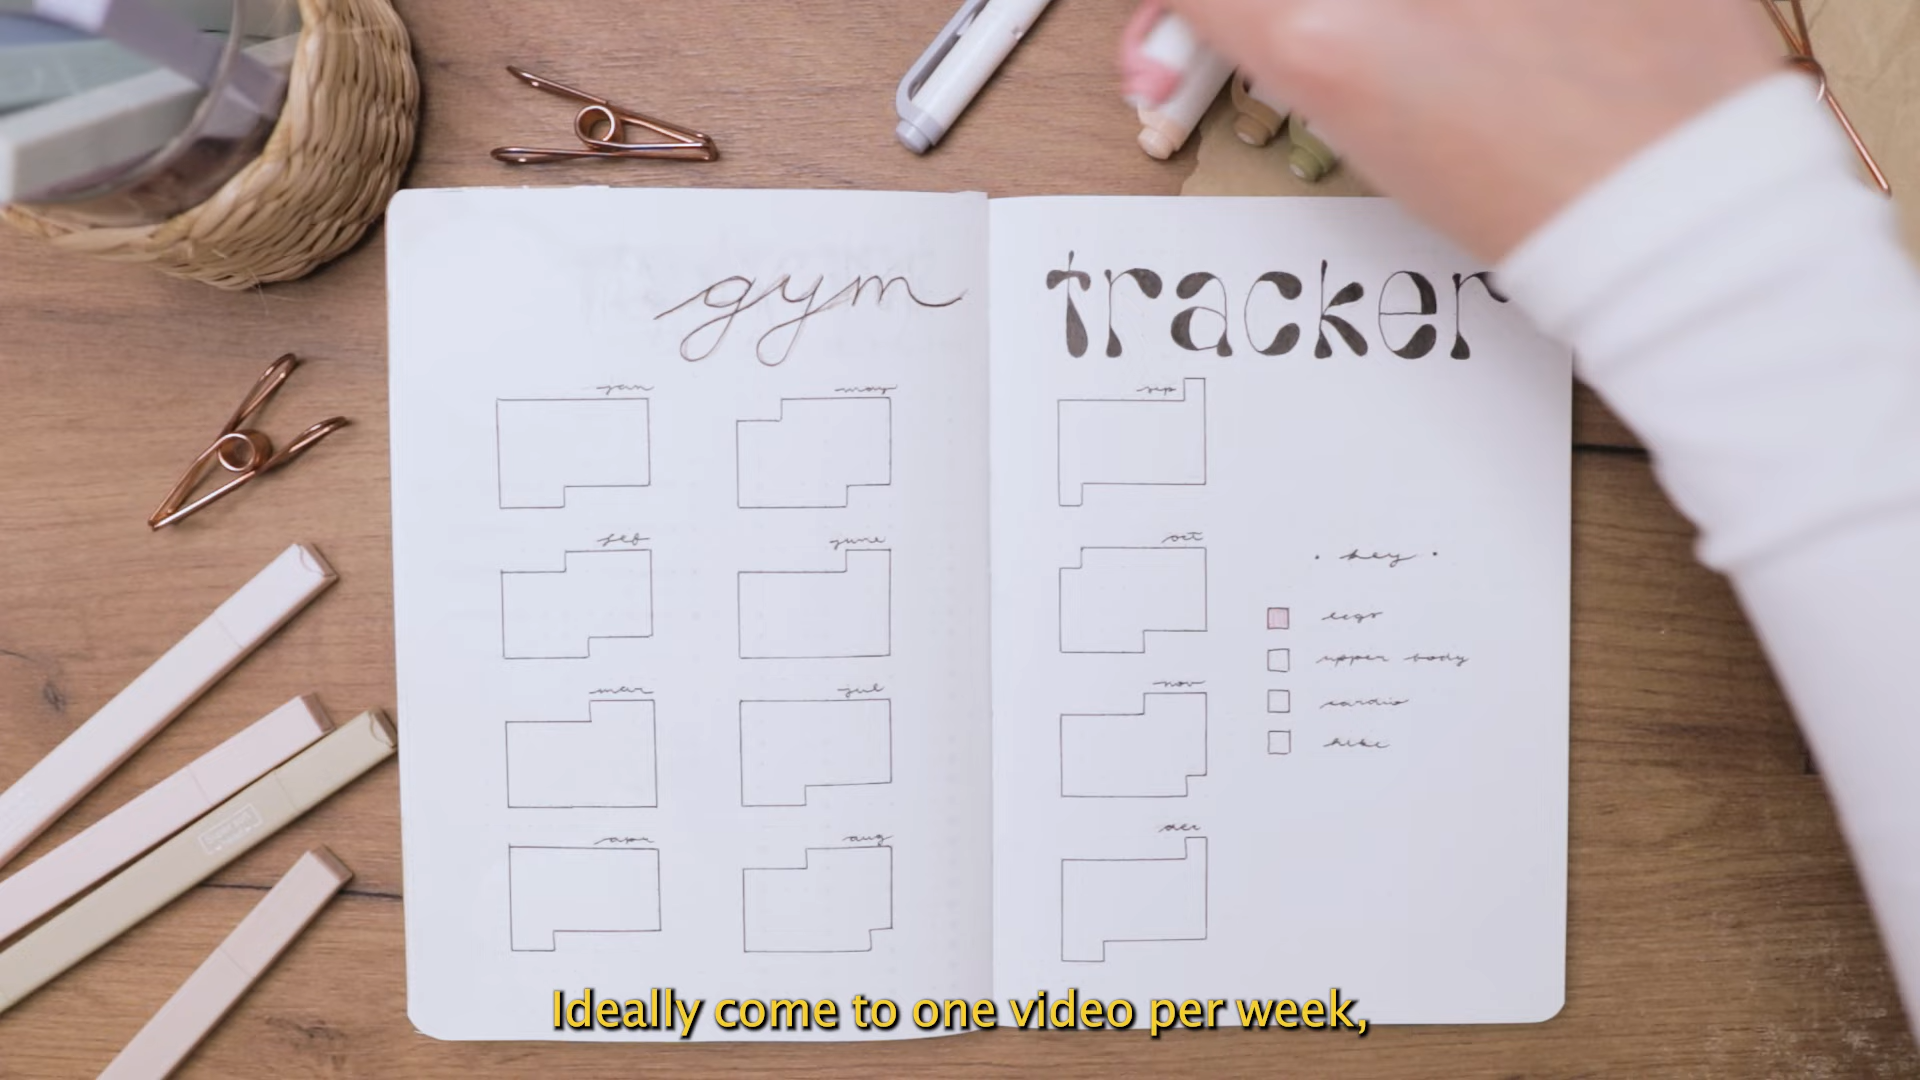 gym tracker
jan
feb
mar
apr
may
june
jul
aug
sep
oct
nov
dec
• key •
legs
upper body
cardio
hike
Ideally come to one video per week,